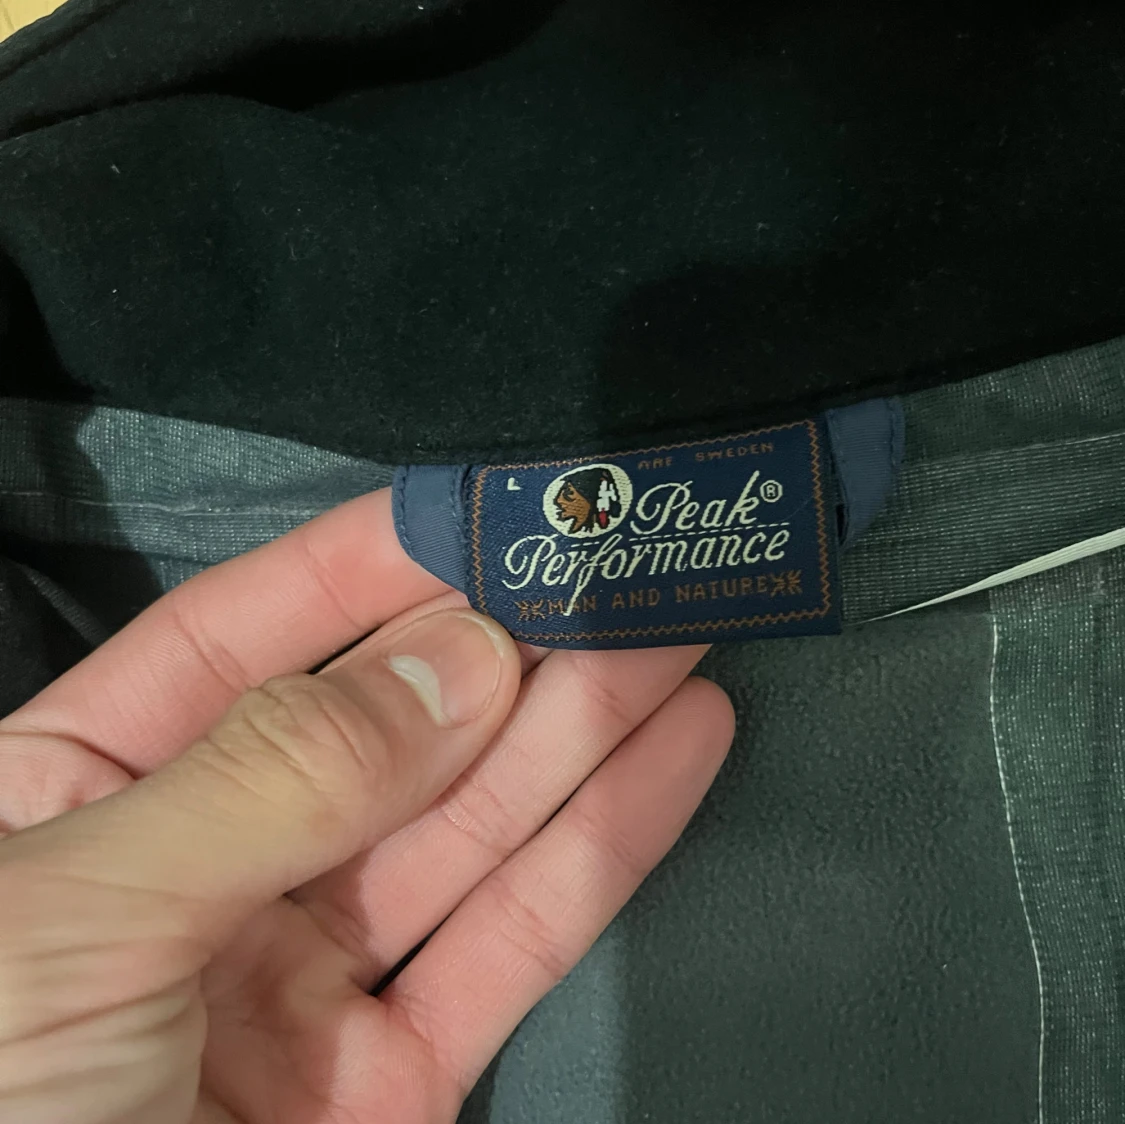 ÅRE SWEDEN
L
Peak®
Performance
MAN AND NATURE